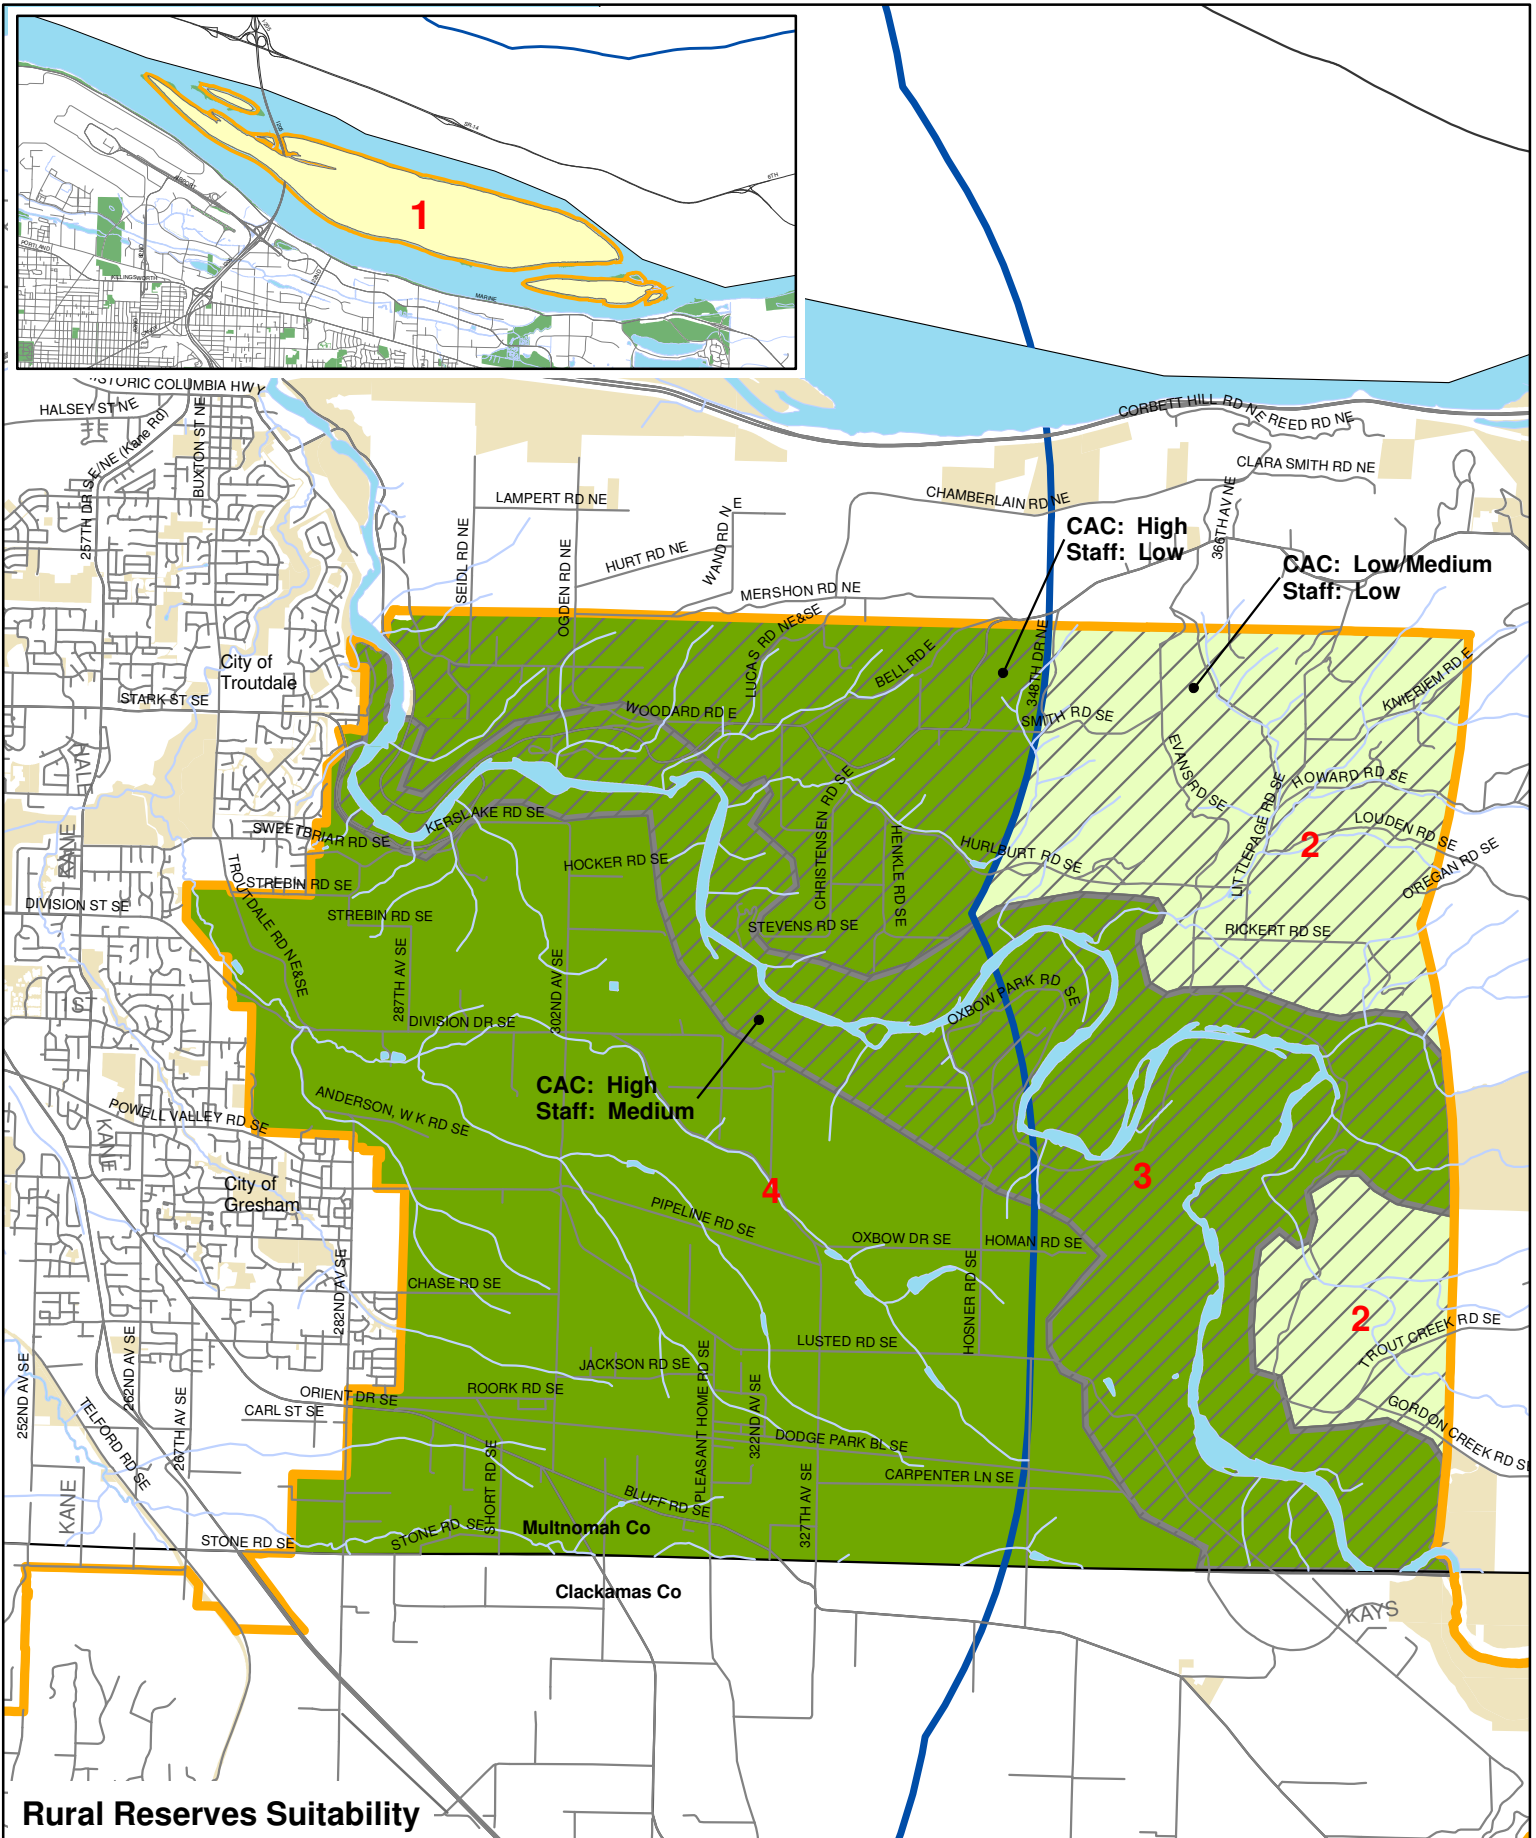 I205
SR 14
6TH
I205
AIRPORT
1
PORTLAND
KILLINGSWORTH
MARINE
HISTORIC COLUMBIA HWY
HALSEY ST NE
257TH DR SE/NE (Kane Rd)
BUXTON ST NE
CORBETT HILL RD NE
REED RD NE
CLARA SMITH RD NE
LAMPERT RD NE
CHAMBERLAIN RD NE
WAND RD NE
SEIDL RD NE
OGDEN RD NE
HURT RD NE
366TH AV NE
CAC: High
Staff: Low
CAC: Low/Medium
Staff: Low
MERSHON RD NE
LUCAS RD NE&SE
BELL RD E
348TH DR NE
KNIERIEM RD E
City of
Troutdale
STARK ST SE
WOODARD RD E
SMITH RD SE
EVANS RD SE
HOWARD RD SE
LITTLEPAGE RD SE
LOUDEN RD SE
O'REGAN RD SE
2
HALE
KANE
SWEETBRIAR RD SE
KERSLAKE RD SE
CHRISTENSEN RD SE
HENKLE RD SE
HURLBURT RD SE
HOCKER RD SE
TROUTDALE RD NE&SE
STREBIN RD SE
DIVISION ST SE
STREBIN RD SE
STEVENS RD SE
RICKERT RD SE
287TH AV SE
302ND AV SE
1ST
DIVISION DR SE
OXBOW PARK RD SE
CAC: High
Staff: Medium
POWELL VALLEY RD SE
ANDERSON, W K RD SE
KANE
City of
Gresham
4
3
PIPELINE RD SE
OXBOW DR SE
HOMAN RD SE
HOSNER RD SE
282ND AV SE
CHASE RD SE
2
TROUT CREEK RD SE
LUSTED RD SE
JACKSON RD SE
PLEASANT HOME RD SE
252ND AV SE
262ND AV SE
267TH AV SE
TELFORD RD SE
ORIENT DR SE
ROORK RD SE
CARL ST SE
322ND AV SE
GORDON CREEK RD SE
DODGE PARK BL SE
CARPENTER LN SE
SHORT RD SE
327TH AV SE
BLUFF RD SE
KANE
STONE RD SE
STONE RD SE
Multnomah Co
Clackamas Co
KAYS
Rural Reserves Suitability